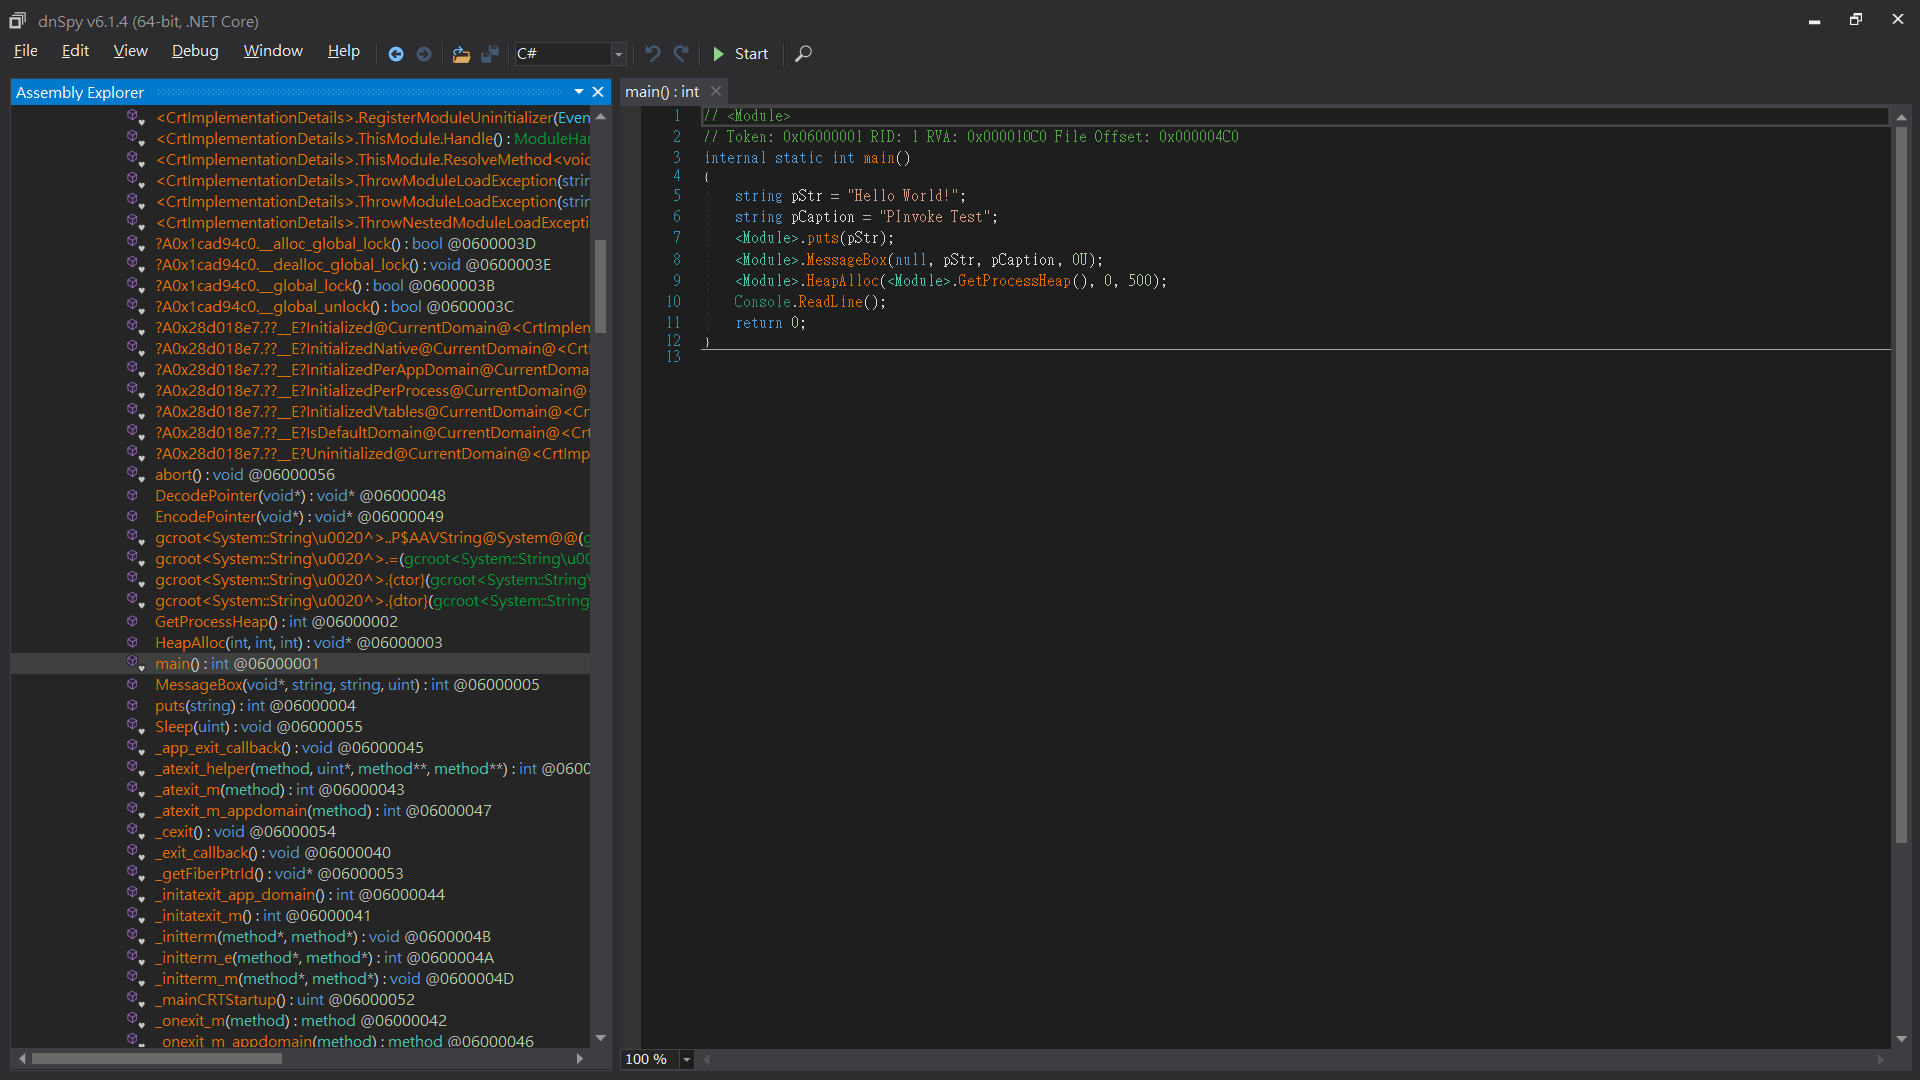 dnSpy v6.1.4 (64-bit, .NET Core)
File Edit View Debug Window Help C# Start
Assembly Explorer
<CrtImplementationDetails>.RegisterModuleUninitializer(Even
<CrtImplementationDetails>.ThisModule.Handle() : ModuleHar
<CrtImplementationDetails>.ThisModule.ResolveMethod<void
<CrtImplementationDetails>.ThrowModuleLoadException(strin
<CrtImplementationDetails>.ThrowModuleLoadException(strin
<CrtImplementationDetails>.ThrowNestedModuleLoadExcepti
?A0x1cad94c0.__alloc_global_lock() : bool @0600003D
?A0x1cad94c0.__dealloc_global_lock() : void @0600003E
?A0x1cad94c0.__global_lock() : bool @0600003B
?A0x1cad94c0.__global_unlock() : bool @0600003C
?A0x28d018e7.??__E?Initialized@CurrentDomain@<CrtImplem
?A0x28d018e7.??__E?InitializedNative@CurrentDomain@<Crt
?A0x28d018e7.??__E?InitializedPerAppDomain@CurrentDoma
?A0x28d018e7.??__E?InitializedPerProcess@CurrentDomain@
?A0x28d018e7.??__E?InitializedVtables@CurrentDomain@<Cr
?A0x28d018e7.??__E?IsDefaultDomain@CurrentDomain@<Crt
?A0x28d018e7.??__E?Uninitialized@CurrentDomain@<CrtImp
abort() : void @06000056
DecodePointer(void*) : void* @06000048
EncodePointer(void*) : void* @06000049
gcroot<System::String\u0020^>..P$AAVString@System@@(g
gcroot<System::String\u0020^>.=(gcroot<System::String\u00
gcroot<System::String\u0020^>.{ctor}(gcroot<System::String\
gcroot<System::String\u0020^>.{dtor}(gcroot<System::String
GetProcessHeap() : int @06000002
HeapAlloc(int, int, int) : void* @06000003
main() : int @06000001
MessageBox(void*, string, string, uint) : int @06000005
puts(string) : int @06000004
Sleep(uint) : void @06000055
_app_exit_callback() : void @06000045
_atexit_helper(method, uint*, method**, method**) : int @0600
_atexit_m(method) : int @06000043
_atexit_m_appdomain(method) : int @06000047
_cexit() : void @06000054
_exit_callback() : void @06000040
_getFiberPtrId() : void* @06000053
_initatexit_app_domain() : int @06000044
_initatexit_m() : int @06000041
_initterm(method*, method*) : void @0600004B
_initterm_e(method*, method*) : int @0600004A
_initterm_m(method*, method*) : void @0600004D
_mainCRTStartup() : uint @06000052
_onexit_m(method) : method @06000042
_onexit_m_appdomain(method) : method @06000046
main() : int
1 // <Module>
2 // Token: 0x06000001 RID: 1 RVA: 0x000010C0 File Offset: 0x000004C0
3 internal static int main()
4 {
5 string pStr = "Hello World!";
6 string pCaption = "PInvoke Test";
7 <Module>.puts(pStr);
8 <Module>.MessageBox(null, pStr, pCaption, 0U);
9 <Module>.HeapAlloc(<Module>.GetProcessHeap(), 0, 500);
10 Console.ReadLine();
11 return 0;
12 }
13
100 %